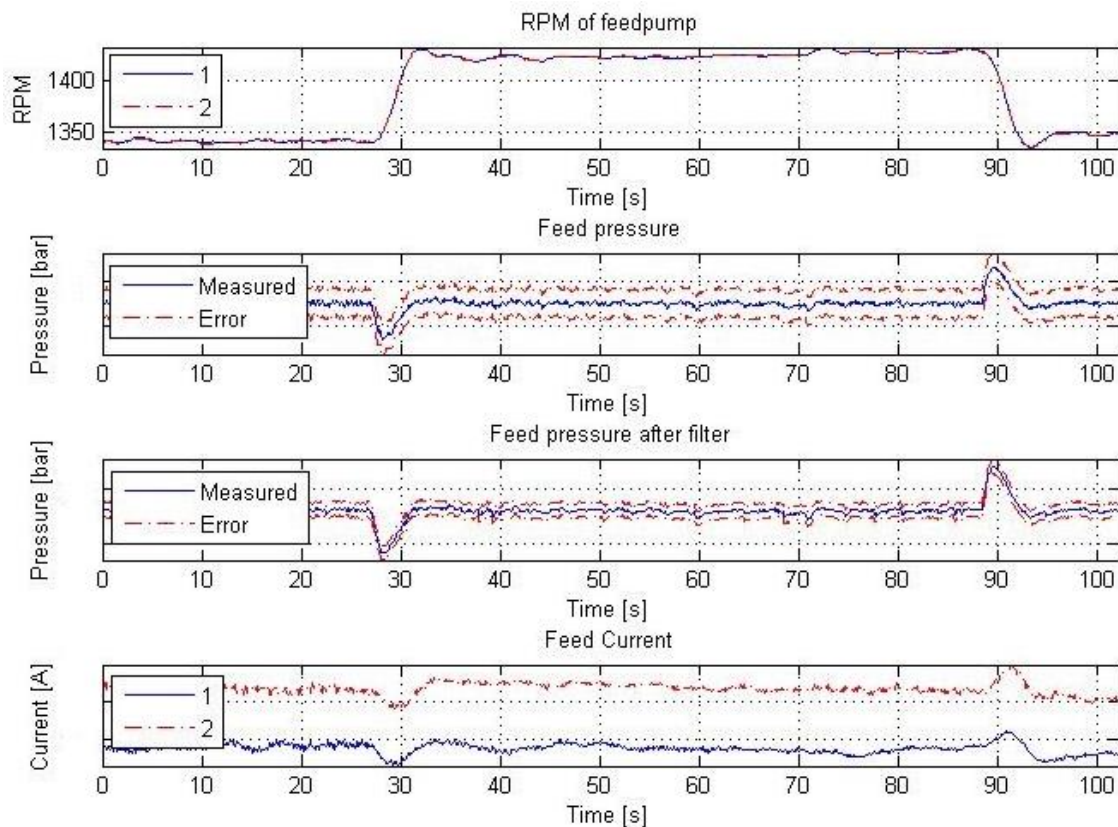 RPM of feedpump
RPM
1400
1350
1
2
0 10 20 30 40 50 60 70 80 90 100
Time [s]
Feed pressure
Pressure [bar]
Measured
Error
0 10 20 30 40 50 60 70 80 90 100
Time [s]
Feed pressure after filter
Pressure [bar]
Measured
Error
0 10 20 30 40 50 60 70 80 90 100
Time [s]
Feed Current
Current [A]
1
2
0 10 20 30 40 50 60 70 80 90 100
Time [s]